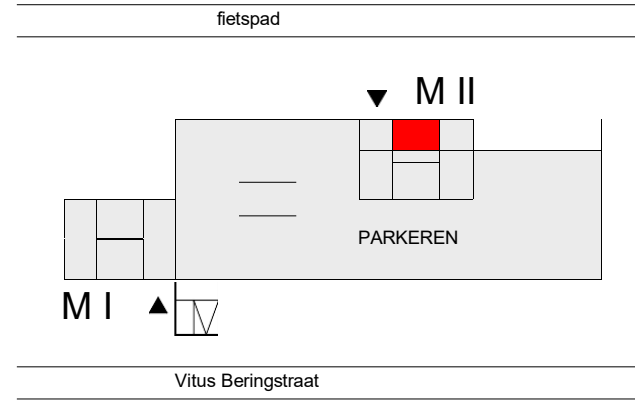 fietspad
M II
PARKEREN
M I
Vitus Beringstraat